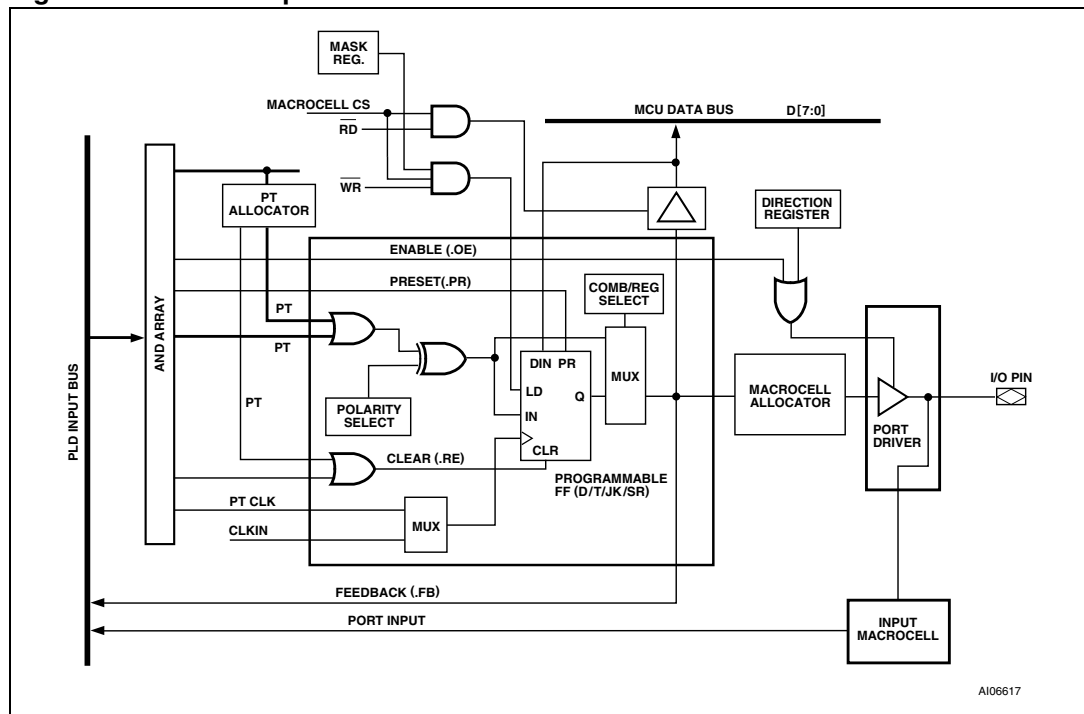 MASK
REG.
MACROCELL CS
RD
WR
MCU DATA BUS D[7:0]
PT
ALLOCATOR
DIRECTION
REGISTER
ENABLE (.OE)
PRESET(.PR)
COMB/REG
SELECT
PT
PT
PT
DIN PR
LD
IN
Q
CLR
MUX
POLARITY
SELECT
MACROCELL
ALLOCATOR
PORT
DRIVER
I/O PIN
AND ARRAY
PLD INPUT BUS
CLEAR (.RE)
PROGRAMMABLE
FF (D/T/JK/SR)
PT CLK
CLKIN
MUX
FEEDBACK (.FB)
PORT INPUT
INPUT
MACROCELL
AI06617